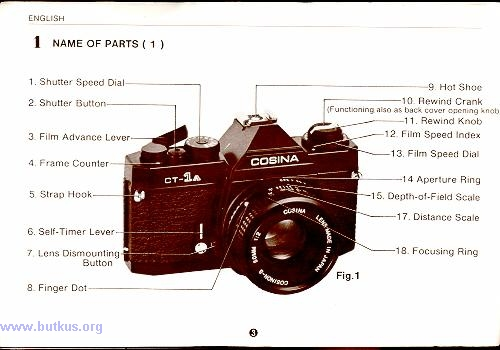 ENGLISH
1 NAME OF PARTS ( 1 )
1. Shutter Speed Dial
2. Shutter Button
3. Film Advance Lever
4. Frame Counter
5. Strap Hook
6. Self-Timer Lever
7. Lens Dismounting
Button
8. Finger Dot
9. Hot Shoe
10. Rewind Crank
(Functioning also as back cover opening knob
11. Rewind Knob
12. Film Speed Index
13. Film Speed Dial
14 Aperture Ring
15. Depth-of-Field Scale
17. Distance Scale
18. Focusing Ring
COSINA
CT-1A
COSINA LENS MADE IN JAPAN
COSINON-S 50MM 1:2
Fig.1
www.butkus.org
3